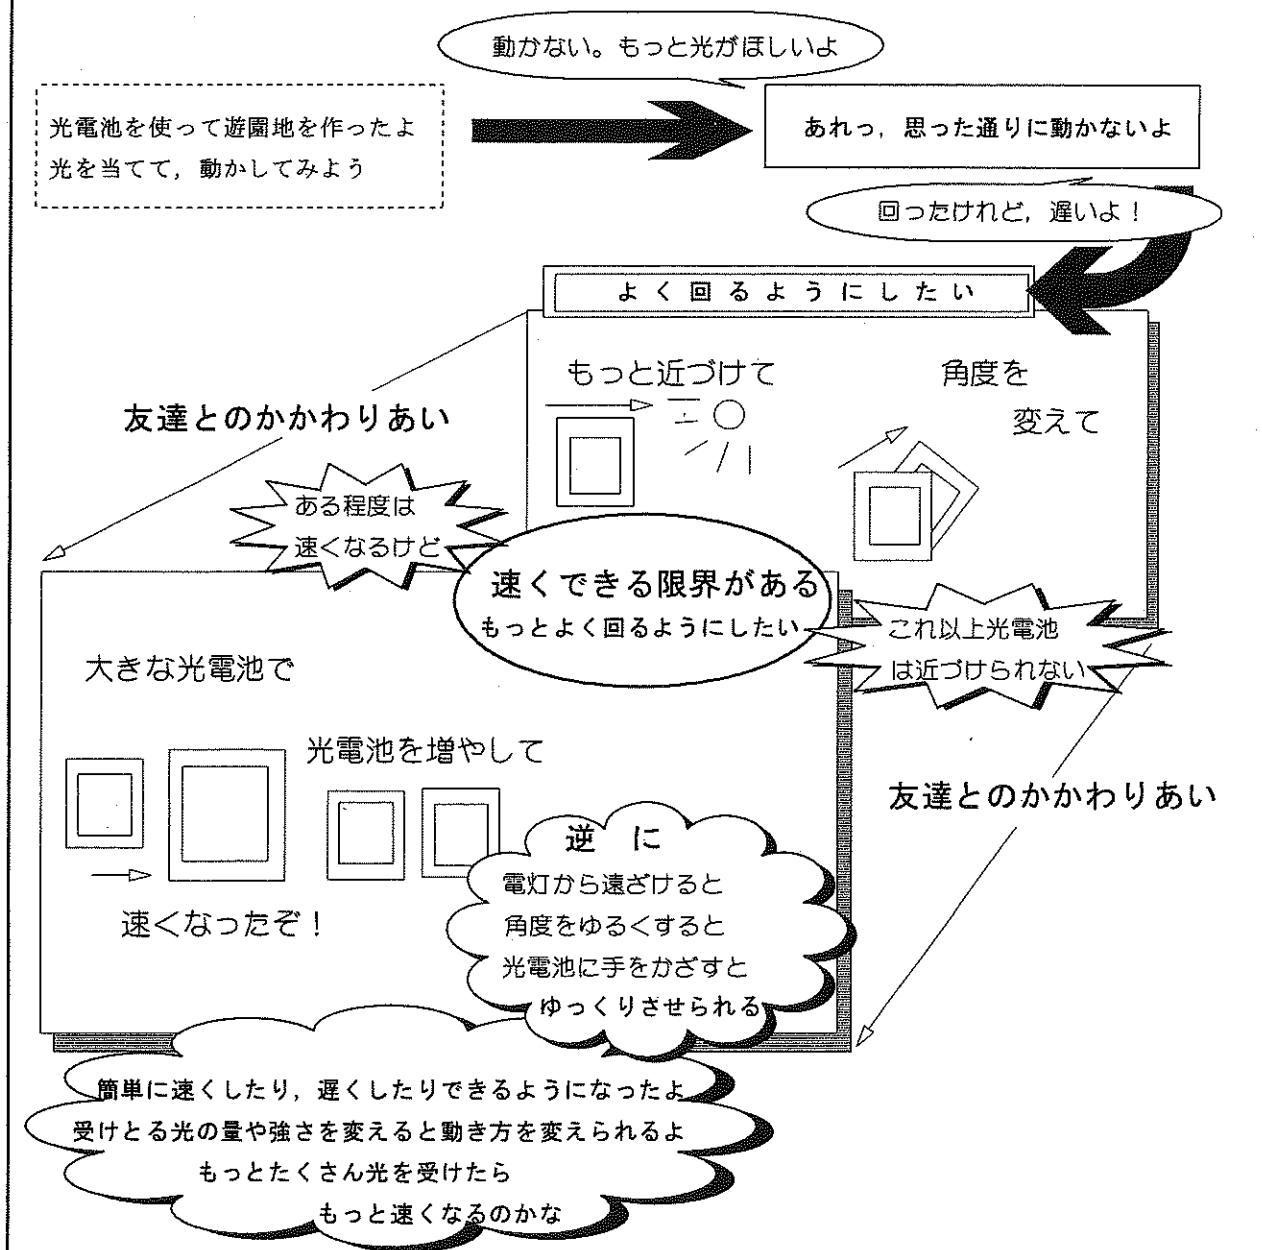 動かない。もっと光がほしいよ
光電池を使って遊園地を作ったよ
光を当てて，動かしてみよう
あれっ，思った通りに動かないよ
回ったけれど，遅いよ！
よく回るようにしたい
もっと近づけて
角度を
変えて
友達とのかかわりあい
ある程度は
速くなるけど
速くできる限界がある
もっとよく回るようにしたい
これ以上光電池
は近づけられない
大きな光電池で
光電池を増やして
速くなったぞ！
友達とのかかわりあい
逆に
電灯から遠ざけると
角度をゆるくすると
光電池に手をかざすと
ゆっくりさせられる
簡単に速くしたり，遅くしたりできるようになったよ
受けとる光の量や強さを変えると動き方を変えられるよ
もっとたくさん光を受けたら
もっと速くなるのかな